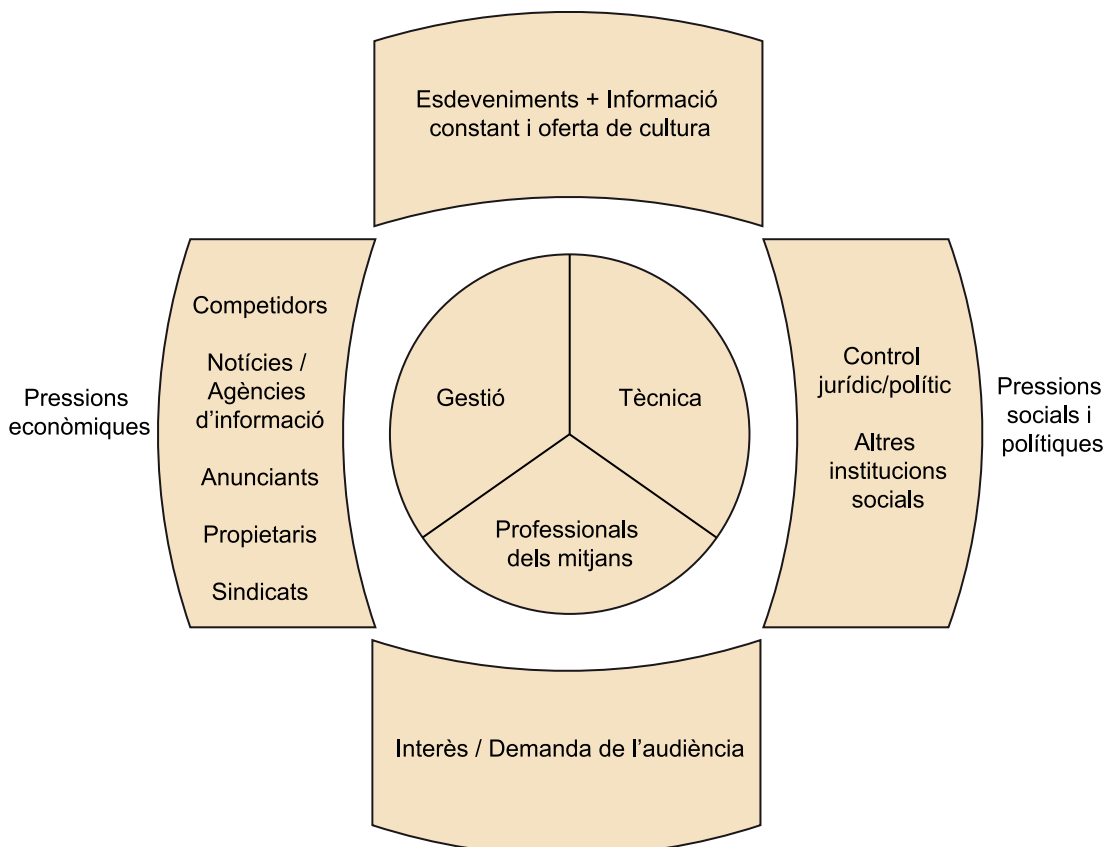 Esdeveniments + Informació
constant i oferta de cultura
Pressions
econòmiques
Competidors
Notícies /
Agències
d’informació
Anunciants
Propietaris
Sindicats
Gestió
Tècnica
Professionals
dels mitjans
Control
jurídic/polític
Altres
institucions
socials
Pressions
socials i
polítiques
Interès / Demanda de l’audiència